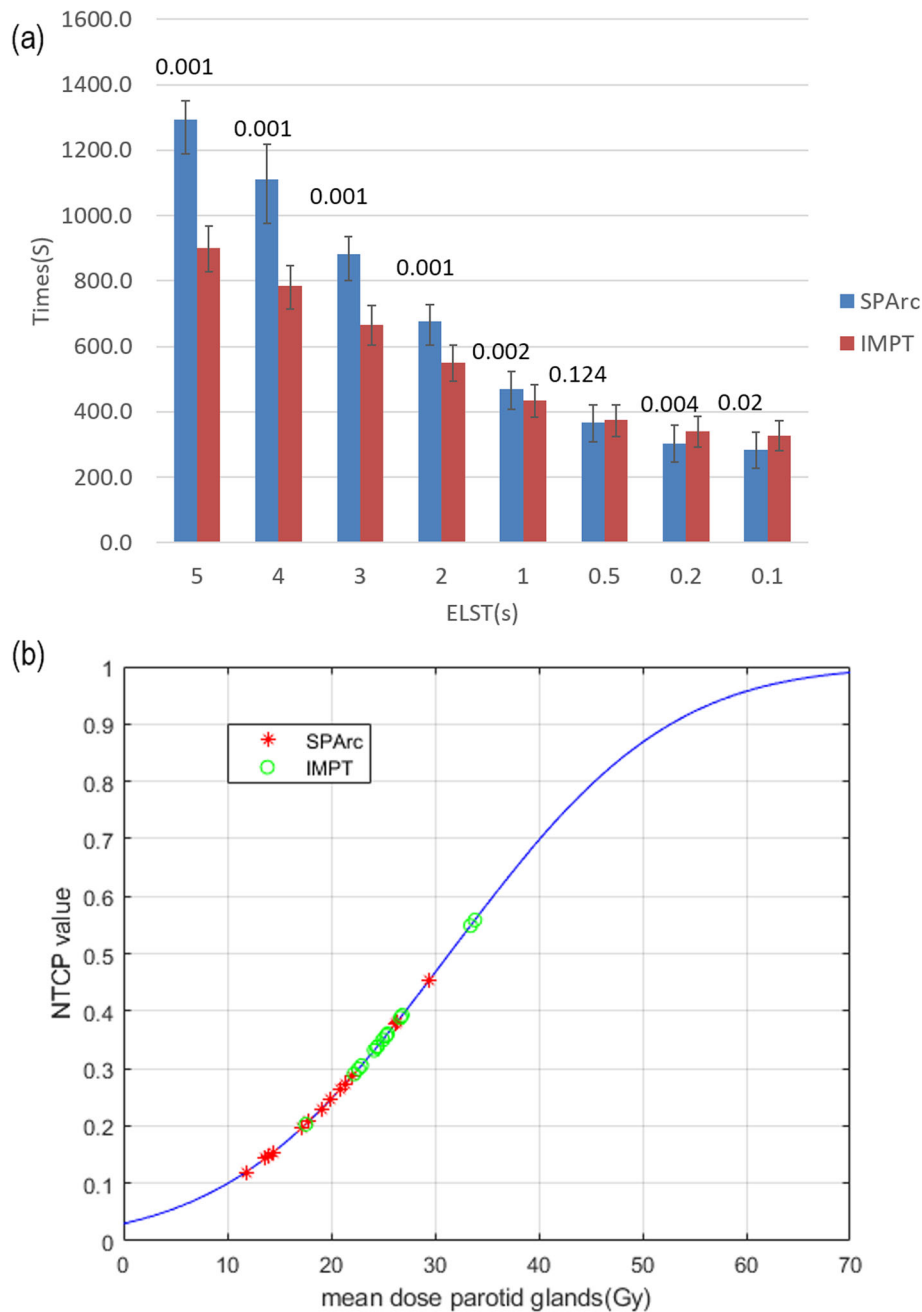 (a)
1600.0
1400.0
1200.0
1000.0
800.0
600.0
400.0
200.0
0.0
Times(S)
0.001
0.001
0.001
0.001
0.002
0.124
0.004
0.02
SPArc
IMPT
5 4 3 2 1 0.5 0.2 0.1
ELST(s)
(b)
1
0.9
0.8
0.7
0.6
0.5
0.4
0.3
0.2
0.1
0
NTCP value
SPArc
IMPT
0 10 20 30 40 50 60 70
mean dose parotid glands(Gy)